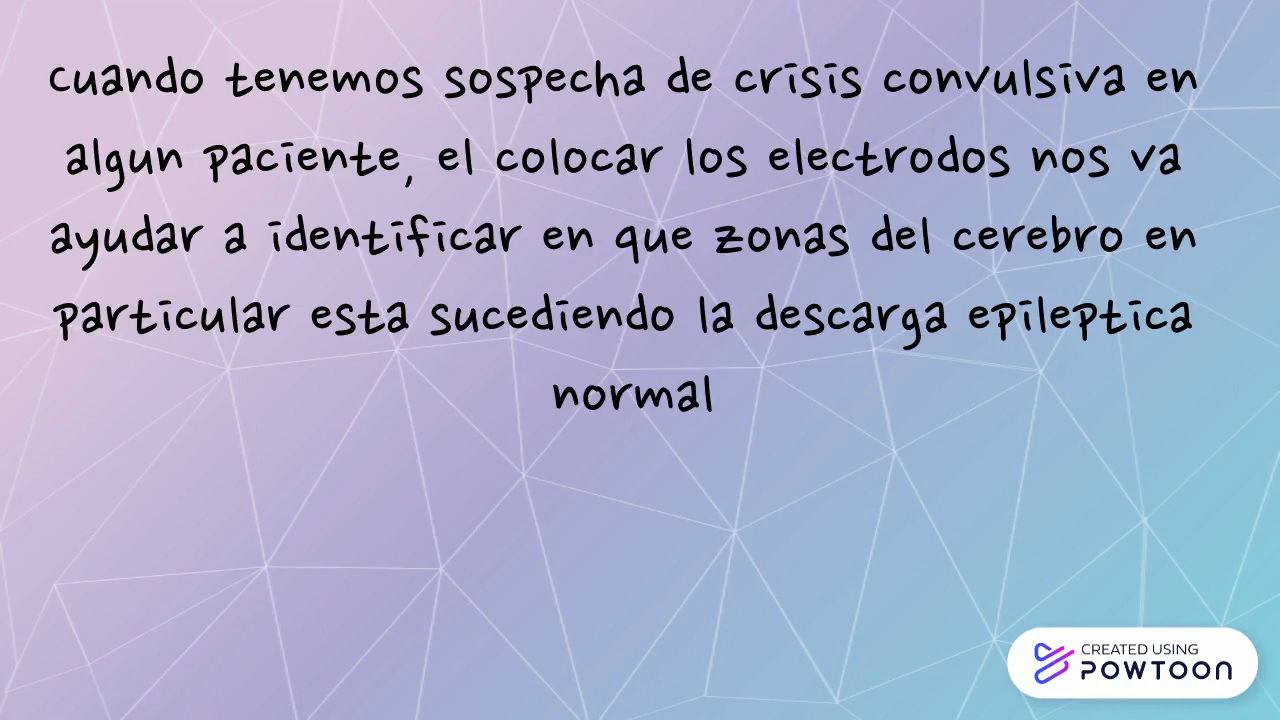 cuando tenemos sospecha de crisis convulsiva en
algun paciente, el colocar los electrodos nos va
ayudar a identificar en que zonas del cerebro en
particular esta sucediendo la descarga epileptica
normal
CREATED USING
POWTOON